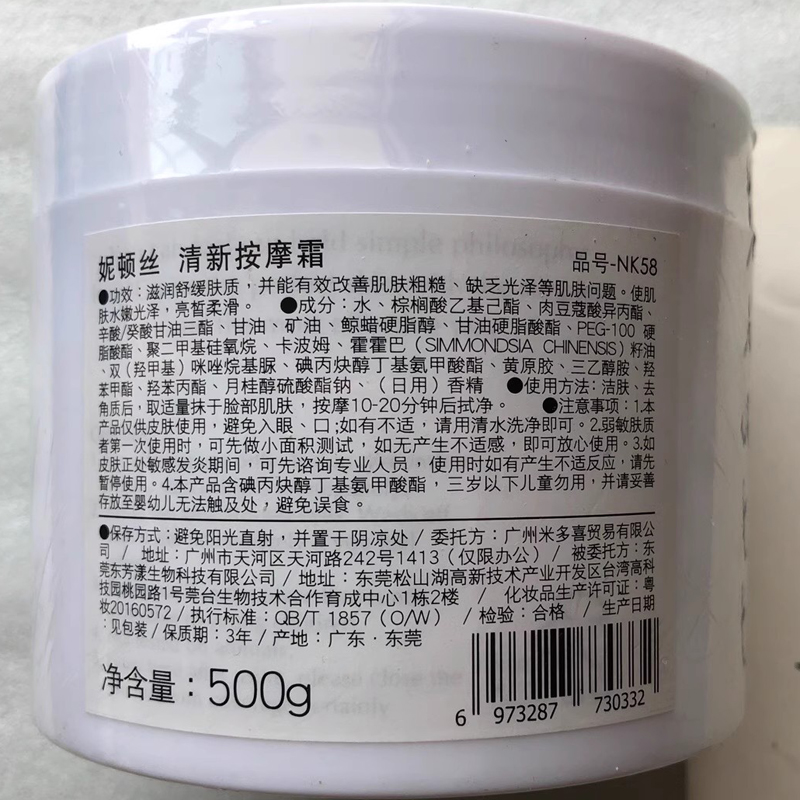 妮顿丝 清新按摩霜 品号-NK58
●功效：滋润舒缓肤质，并能有效改善肌肤粗糙、缺乏光泽等肌肤问题。使肌
肤水嫩光泽，亮皙柔滑。 ●成分：水、棕榈酸乙基己酯、肉豆蔻酸异丙酯、
辛酸/癸酸甘油三酯、甘油、矿油、鲸蜡硬脂醇、甘油硬脂酸酯、PEG-100 硬
脂酸酯、聚二甲基硅氧烷、卡波姆、霍霍巴（SIMMONDSIA CHINENSIS）籽油
、双（羟甲基）咪唑烷基脲、碘丙炔醇丁基氨甲酸酯、黄原胶、三乙醇胺、羟
苯甲酯、羟苯丙酯、月桂醇硫酸酯钠、（日用）香精 ●使用方法：洁肤、去
角质后，取适量抹于脸部肌肤，按摩10-20分钟后拭净。 ●注意事项：1.本
产品仅供皮肤使用，避免入眼、口;如有不适，请用清水洗净即可。2.弱敏肤质
者第一次使用时，可先做小面积测试，如无产生不适感，即可放心使用。3.如
皮肤正处敏感发炎期间，可先谘询专业人员，使用时如有产生不适反应，请先
暂停使用。4.本产品含碘丙炔醇丁基氨甲酸酯，三岁以下儿童勿用，并请妥善
存放至婴幼儿无法触及处，避免误食。
●保存方式：避免阳光直射，并置于阴凉处 / 委托方：广州米多喜贸易有限公
司 / 地址：广州市天河区天河路242号1413（仅限办公） / 被委托方：东
莞东芳漾生物科技有限公司 / 地址：东莞松山湖高新技术产业开发区台湾高科
技园桃园路1号莞台生物技术合作育成中心1栋2楼 / 化妆品生产许可证：粤
妆20160572 / 执行标准：QB/T 1857（O/W） / 检验：合格 / 生产日期
：见包装 / 保质期：3年 / 产地：广东·东莞
净含量：500g
6 973287 730332